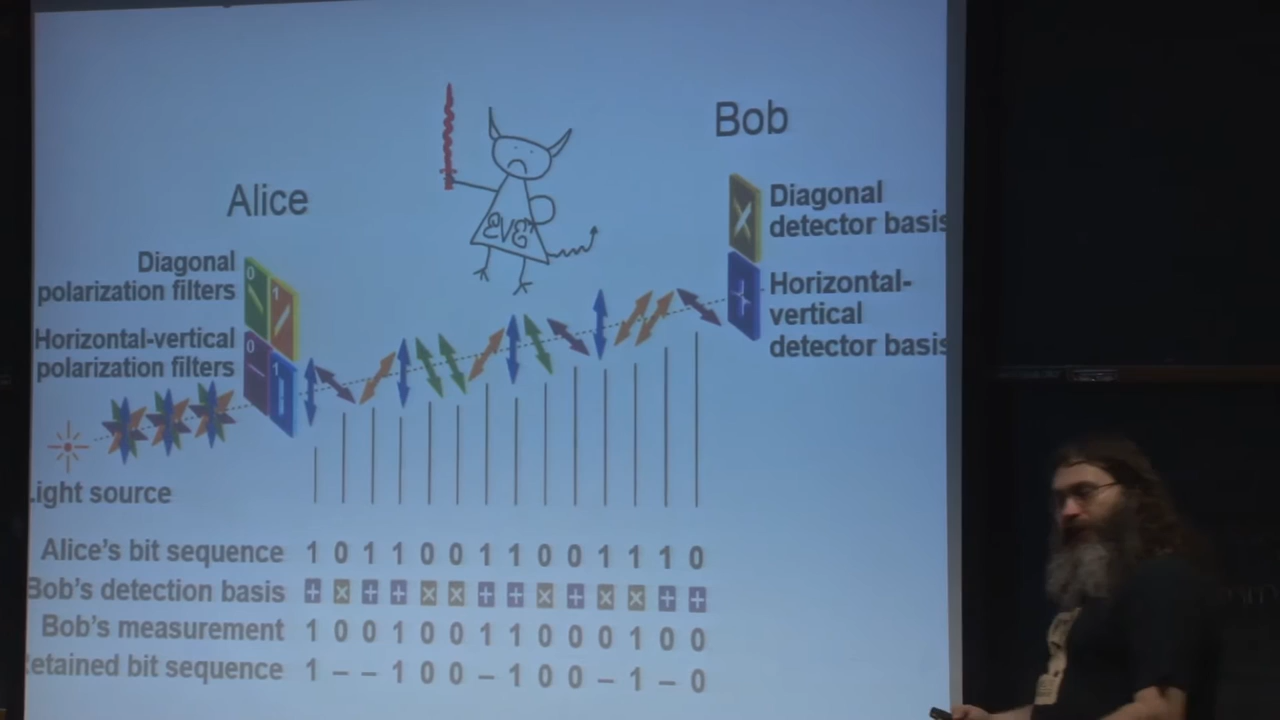 Bob
Alice
Diagonal
detector basis
Diagonal
polarization filters
0
1
Horizontal-vertical
polarization filters
0
1
EVE
Horizontal-
vertical
detector basis
Light source
Alice's bit sequence 1 0 1 1 0 0 1 1 0 0 1 1 1 0
Bob's detection basis + × + + × × + + × + × × + +
Bob's measurement 1 0 0 1 0 0 1 1 0 0 0 1 0 0
Retained bit sequence 1 – – 1 0 0 – 1 0 0 – 1 – 0